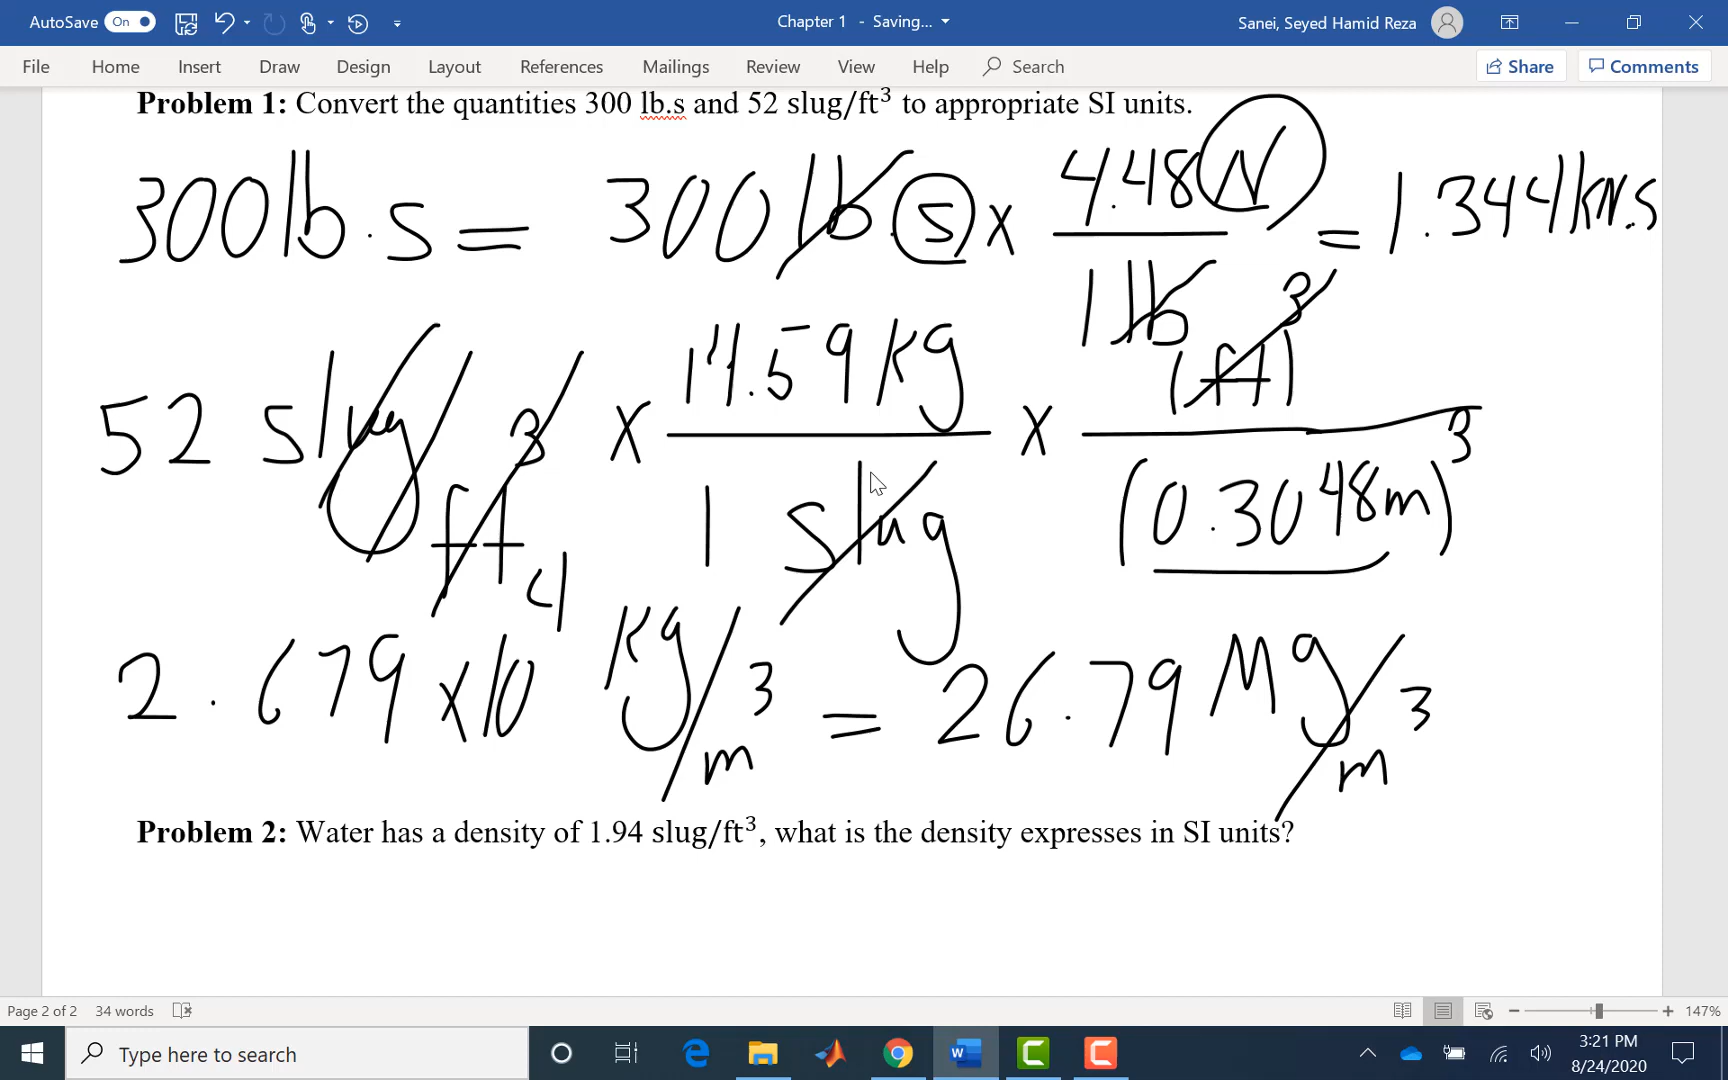 AutoSave On Chapter 1 - Saving... Sanei, Seyed Hamid Reza
File Home Insert Draw Design Layout References Mailings Review View Help Search Share Comments
Problem 1: Convert the quantities 300 lb.s and 52 slug/ft³ to appropriate SI units.
300lb.s = 300 lb.s × 4.48 N / 1 lb = 1.344 kN.s
52 slug/ft³ × 14.59 kg / 1 slug × (ft)³ / (0.3048m)³
2.679 ×10⁴ kg/m³ = 26.79 Mg/m³
Problem 2: Water has a density of 1.94 slug/ft³, what is the density expresses in SI units?
Page 2 of 2 34 words 147%
Type here to search 3:21 PM
8/24/2020